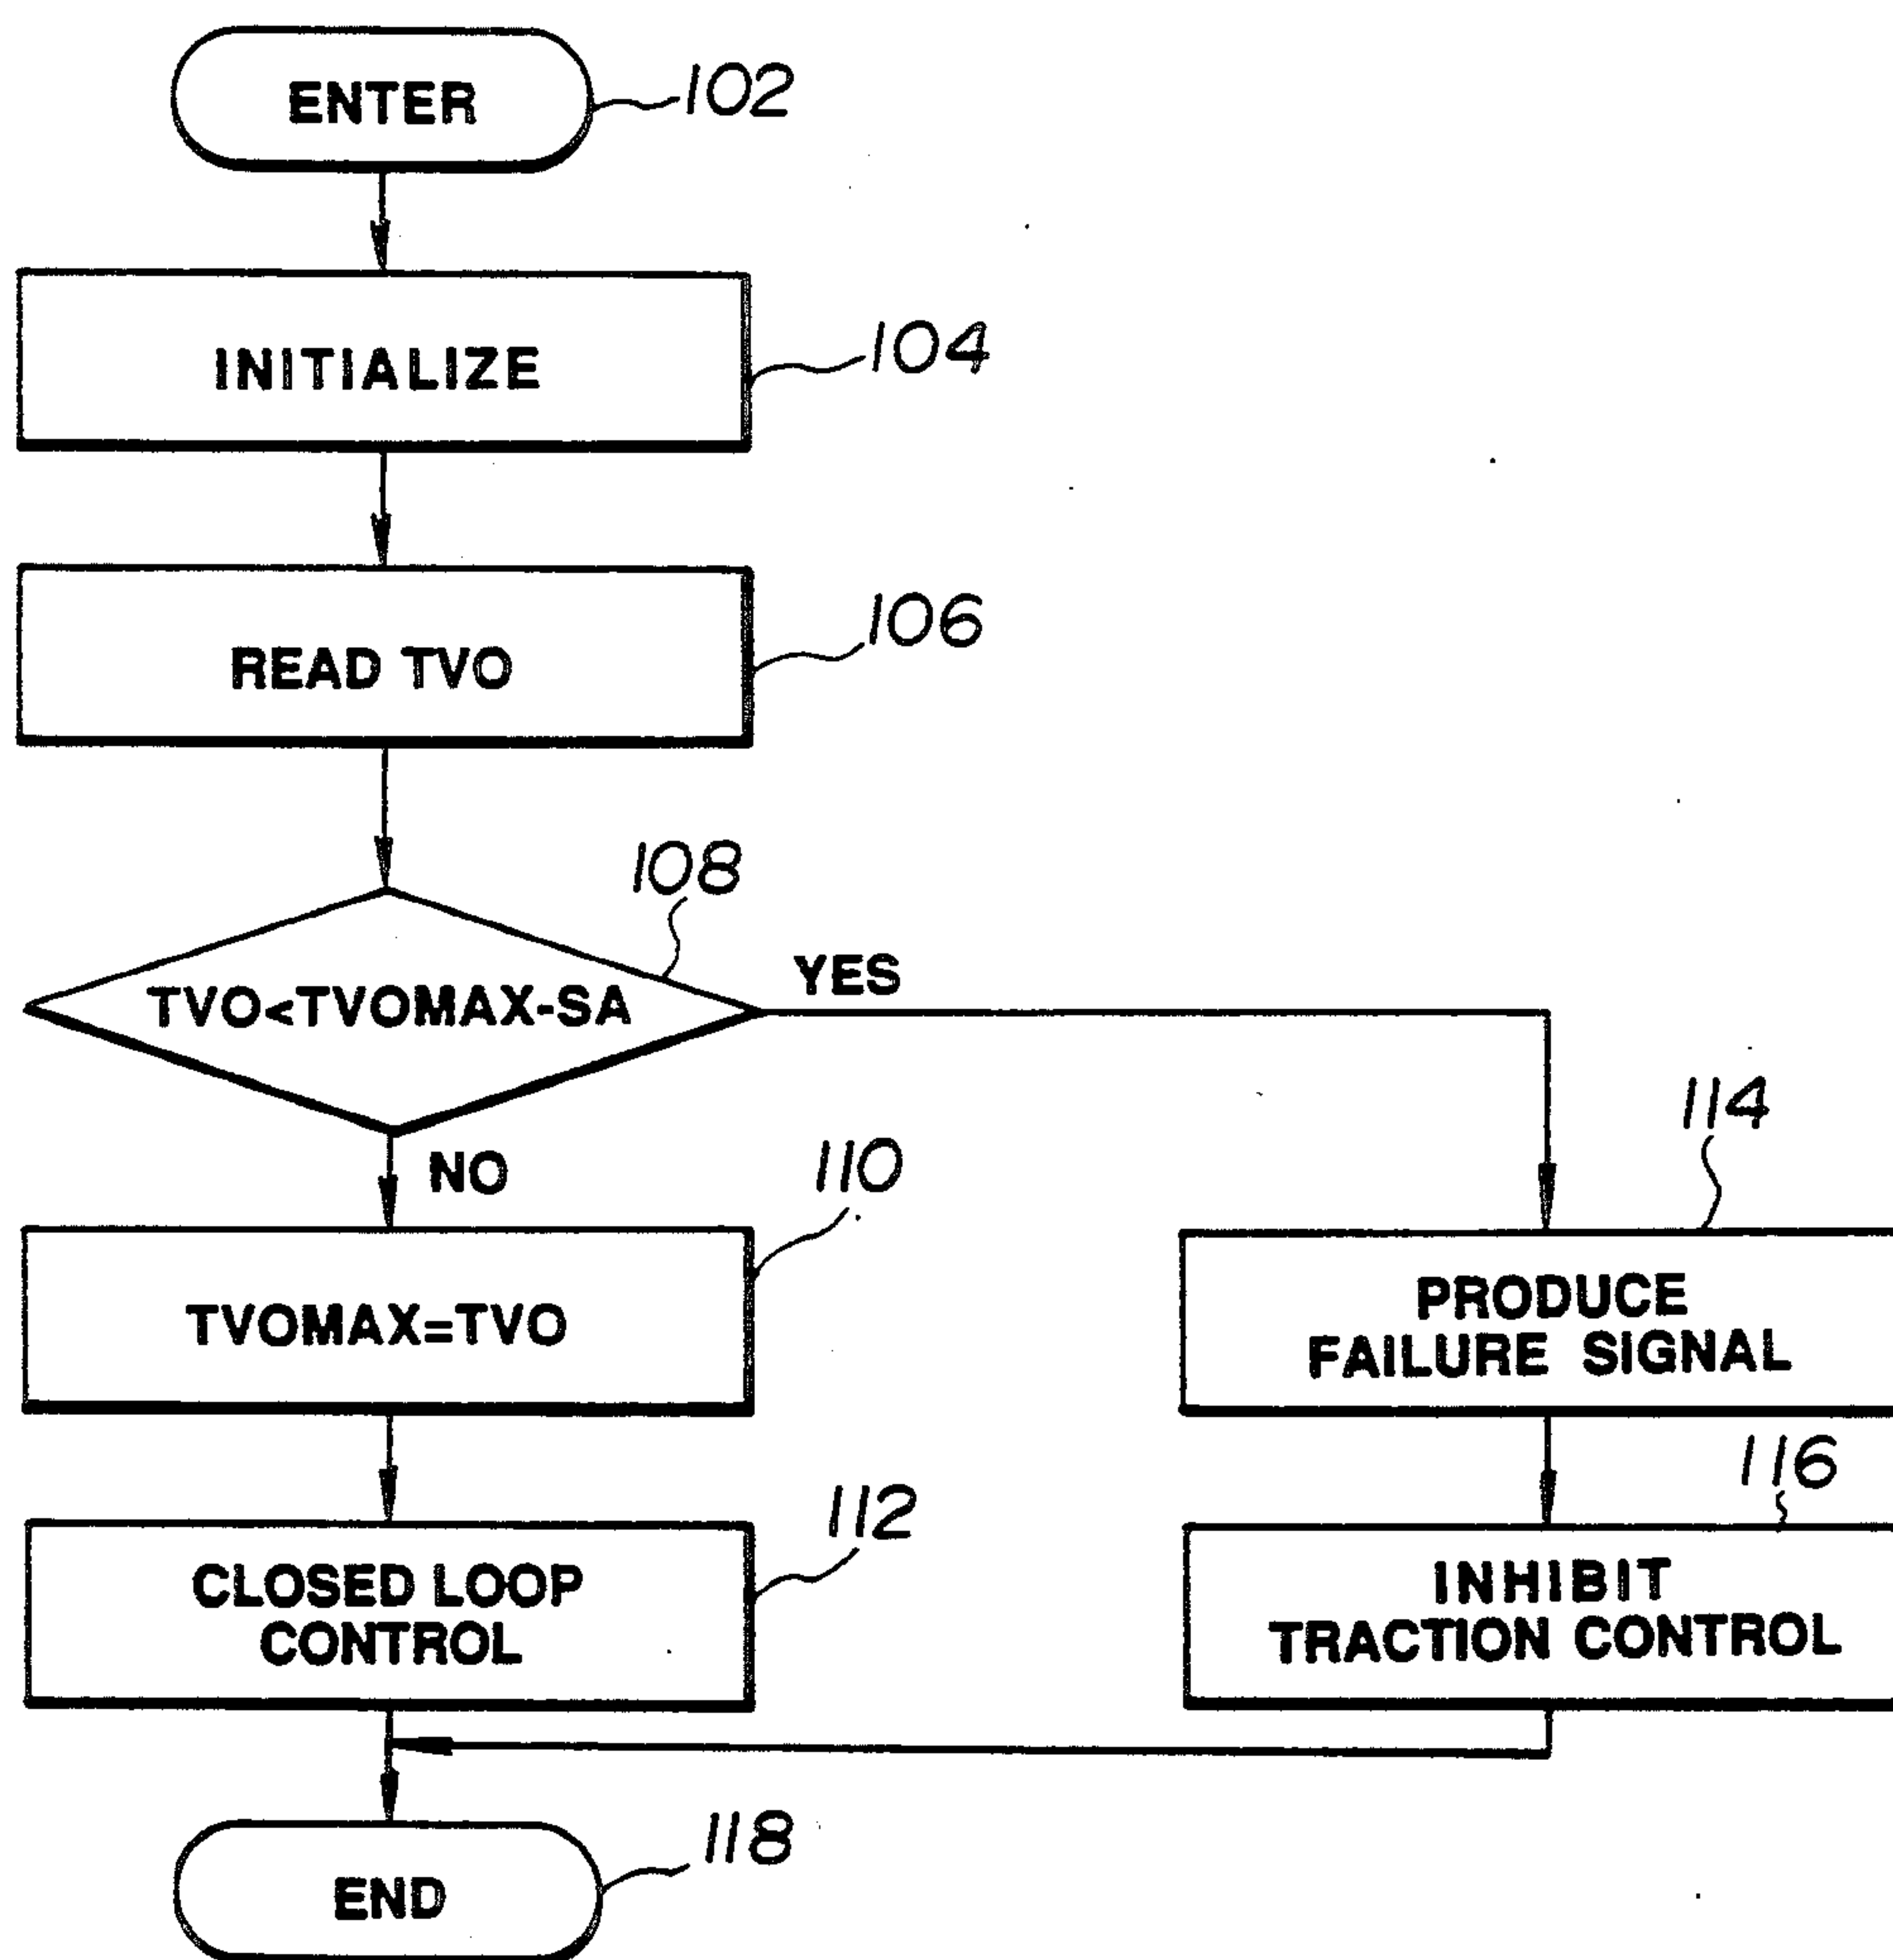 ENTER
102
INITIALIZE
104
READ TVO
106
108
TVO<TVOMAX-SA
YES
NO
110
TVOMAX=TVO
114
PRODUCE
FAILURE SIGNAL
112
CLOSED LOOP
CONTROL
116
INHIBIT
TRACTION CONTROL
118
END